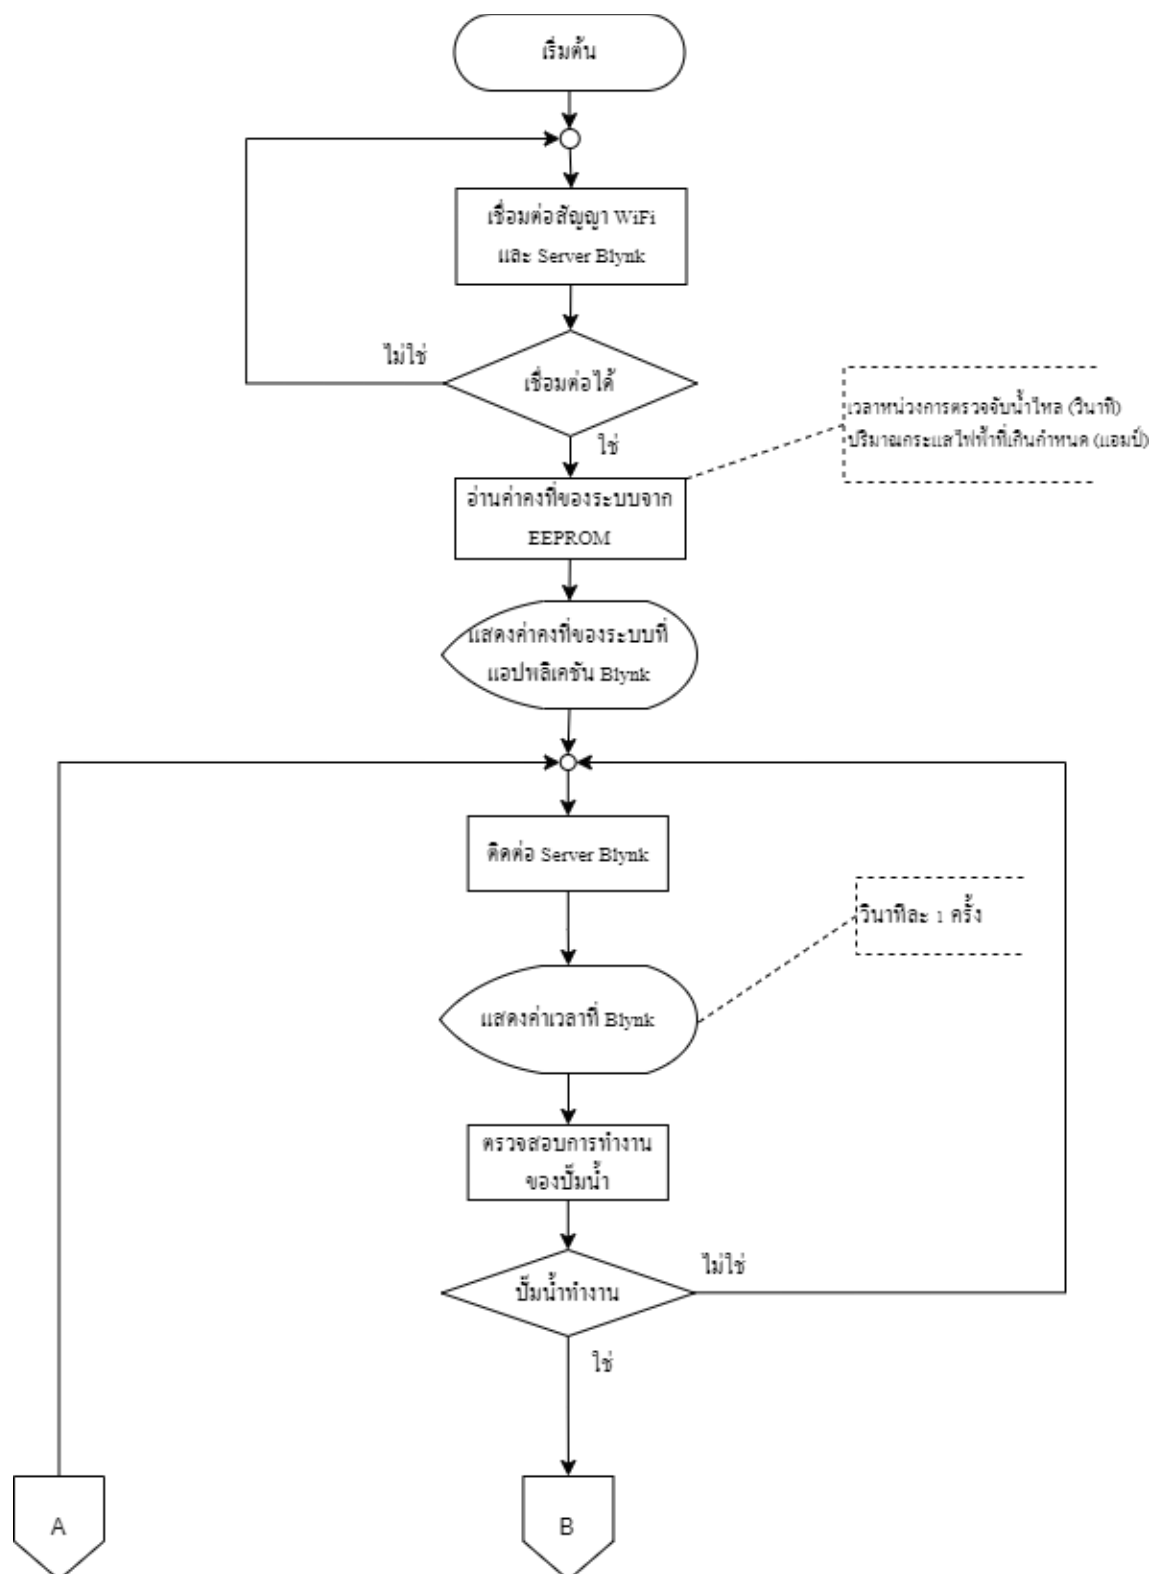 เริ่มต้น
เชื่อมต่อสัญญา WiFi
และ Server Blynk
ไม่ใช่
เชื่อมต่อได้
ใช่
เวลาหน่วงการตรวจจับน้ำไหล (วินาที)
ปริมาณกระแสไฟฟ้าที่เกินกำหนด (แอมป์)
อ่านค่าคงที่ของระบบจาก
EEPROM
แสดงค่าคงที่ของระบบที่
แอปพลิเคชัน Blynk
ติดต่อ Server Blynk
วินาทีละ 1 ครั้ง
แสดงค่าเวลาที่ Blynk
ตรวจสอบการทำงาน
ของปั๊มน้ำ
ปั๊มน้ำทำงาน
ไม่ใช่
ใช่
A
B